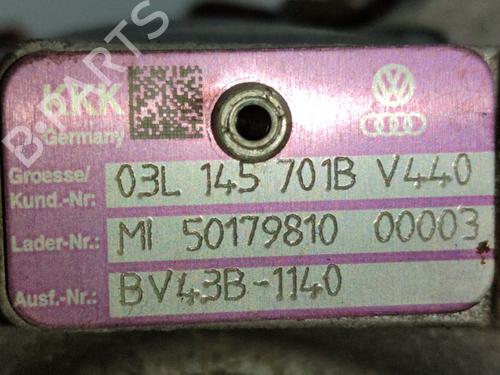 KKK
Germany
Groesse/
Kund.-Nr: 03L 145 701B V440
Lader-Nr.: MI 50179810 00003
Ausf.-Nr.: BV43B-1140
B-PARTS